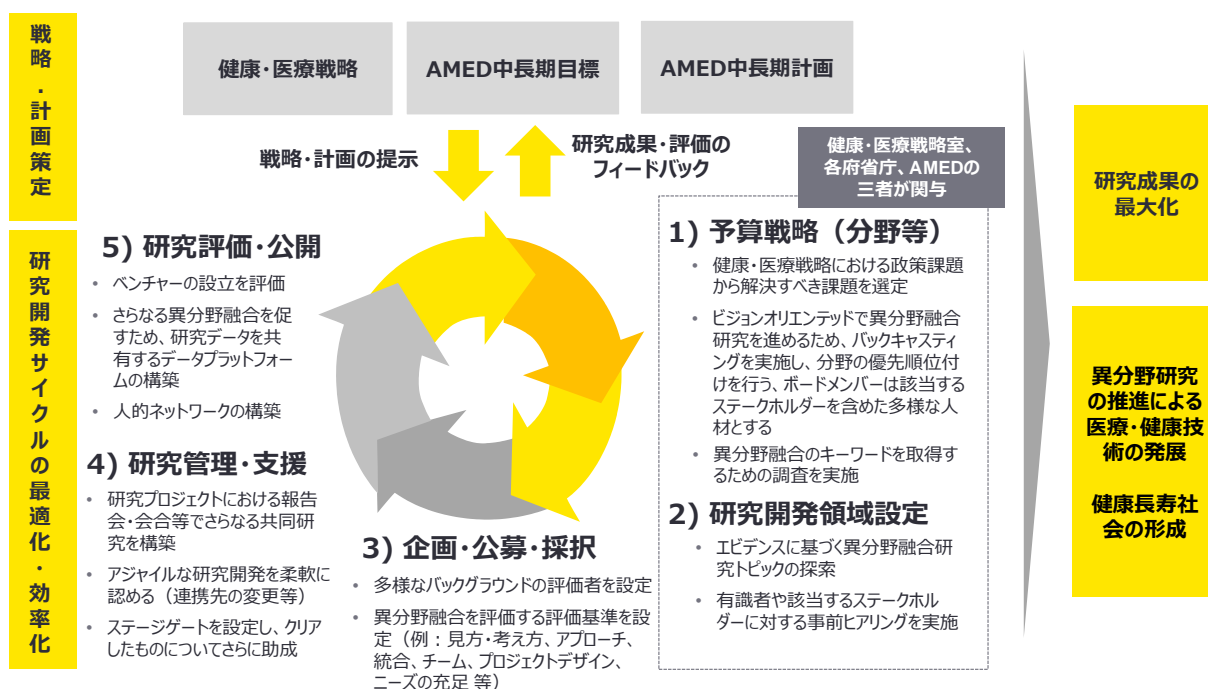 戦略・計画策定
健康・医療戦略
AMED中長期目標
AMED中長期計画
戦略・計画の提示
研究成果・評価の
フィードバック
健康・医療戦略室、
各府省庁、AMEDの
三者が関与
研究開発サイクルの最適化・効率化
1) 予算戦略（分野等）
• 健康・医療戦略における政策課題
から解決すべき課題を選定
• ビジョンオリエンテッドで異分野融合
研究を進めるため、バックキャスティ
ングを実施し、分野の優先順位付
けを行う、ボードメンバーは該当する
ステークホルダーを含めた多様な人
材とする
• 異分野融合のキーワードを取得す
るための調査を実施
2) 研究開発領域設定
• エビデンスに基づく異分野融合研
究トピックの探索
• 有識者や該当するステークホル
ダーに対する事前ヒアリングを実施
3) 企画・公募・採択
• 多様なバックグラウンドの評価者を設定
• 異分野融合を評価する評価基準を設
定（例：見方・考え方、アプローチ、
統合、チーム、プロジェクトデザイン、
ニーズの充足 等）
4) 研究管理・支援
• 研究プロジェクトにおける報告
会・会合等でさらなる共同研
究を構築
• アジャイルな研究開発を柔軟に
認める（連携先の変更等）
• ステージゲートを設定し、クリア
したものについてさらに助成
5) 研究評価・公開
• ベンチャーの設立を評価
• さらなる異分野融合を促
すため、研究データを共
有するデータプラットフォー
ムの構築
• 人的ネットワークの構築
研究成果の
最大化
異分野研究
の推進による
医療・健康技
術の発展
健康長寿社
会の形成